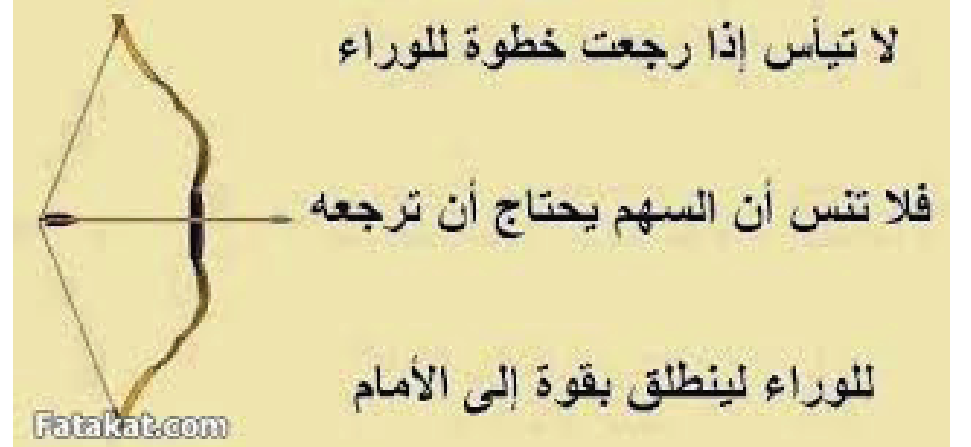 لا تيأس إذا رجعت خطوة للوراء
فلا تنس أن السهم يحتاج أن ترجعه
للوراء لينطلق بقوة إلى الأمام
Fatakat.com